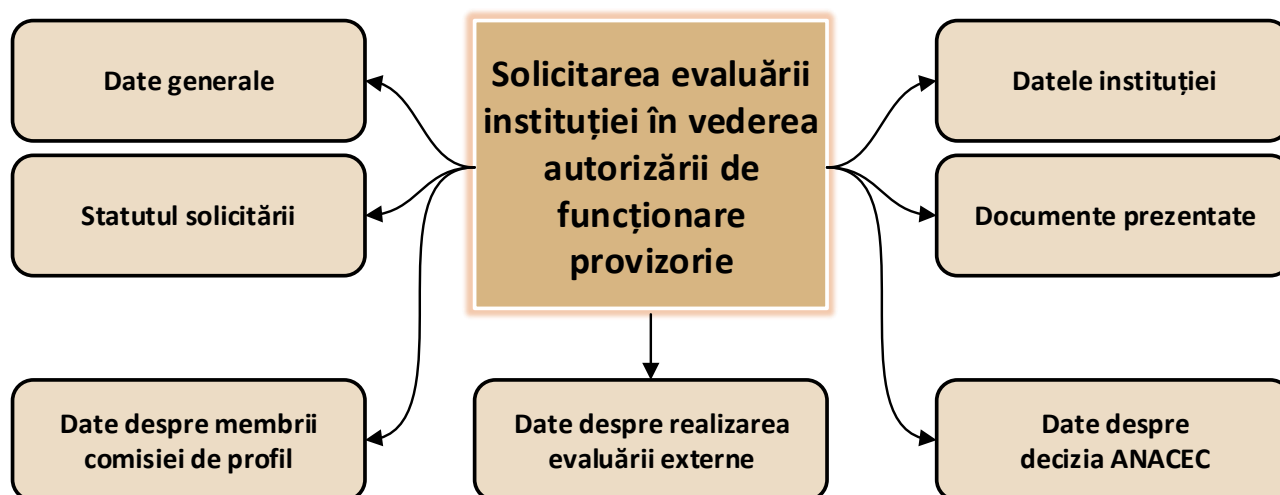 Date generale
Solicitarea evaluării
instituției în vederea
autorizării de
funcționare
provizorie
Datele instituției
Statutul solicitării
Documente prezentate
Date despre membrii
comisiei de profil
Date despre realizarea
evaluării externe
Date despre
decizia ANACEC